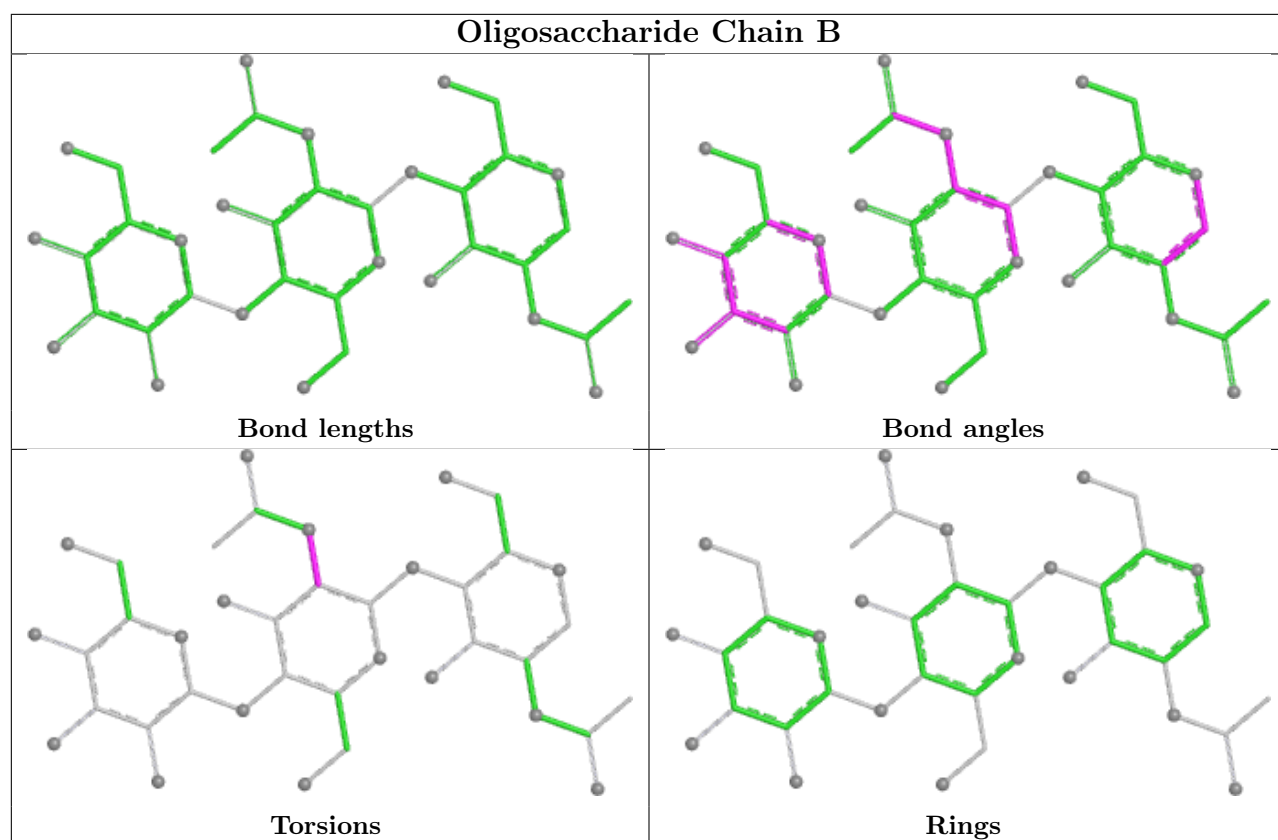 Oligosaccharide Chain B
Bond lengths
Bond angles
Torsions
Rings